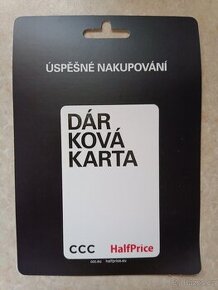 ÚSPĚŠNÉ NAKUPOVÁNÍ
DÁR
KOVÁ
KARTA
CCC HalfPrice
ccc.eu halfprice.eu